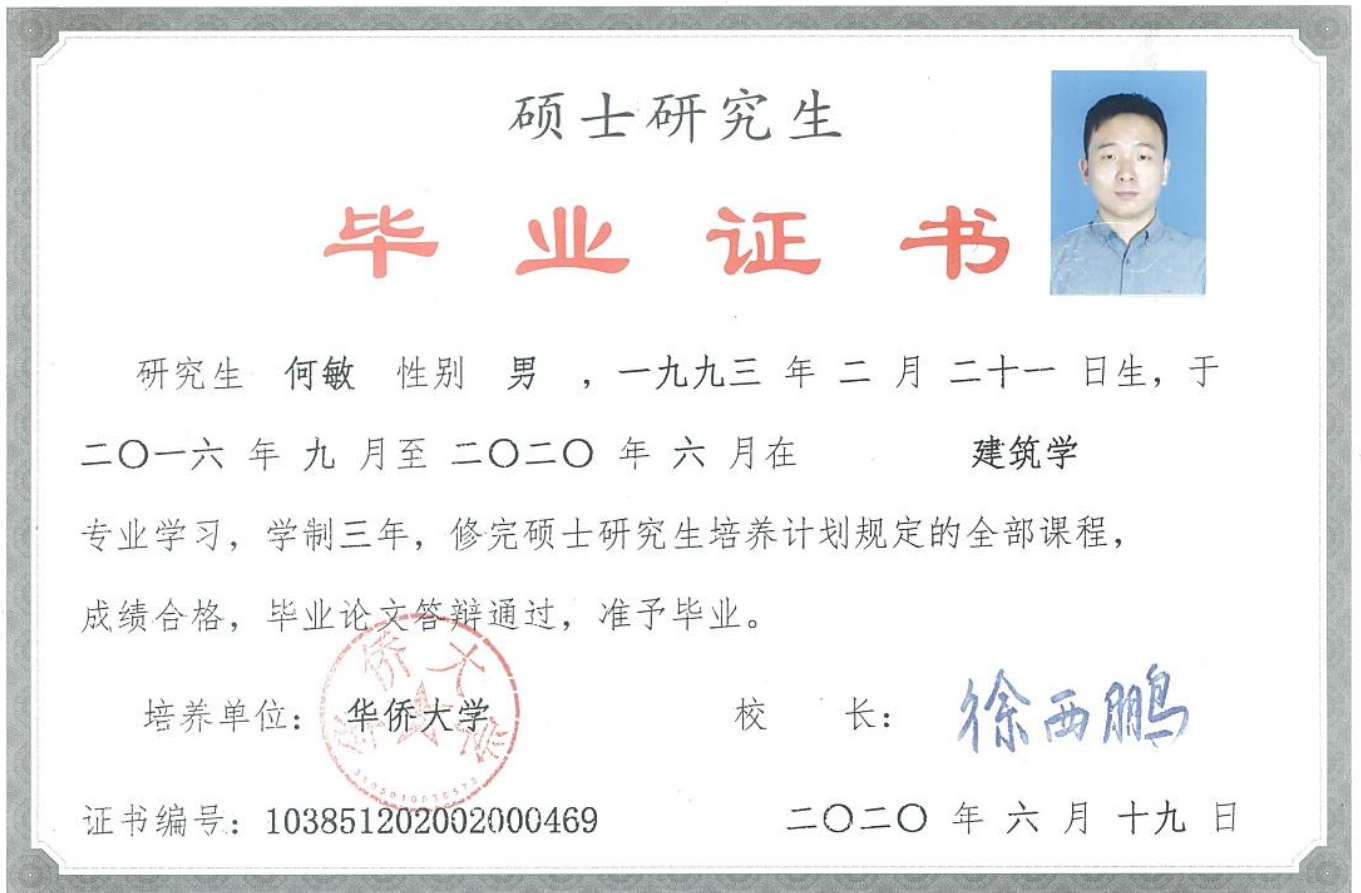 硕士研究生
毕业证书
研究生 何敏 性别 男 ，一九九三 年 二 月 二十一 日生，于
二〇一六 年 九 月至 二〇二〇 年 六 月在 建筑学
专业学习，学制三年，修完硕士研究生培养计划规定的全部课程，
成绩合格，毕业论文答辩通过，准予毕业。
培养单位：华侨大学 校 长：徐西鹏
华侨大学
证书编号：103851202002000469 二〇二〇 年 六 月 十九 日